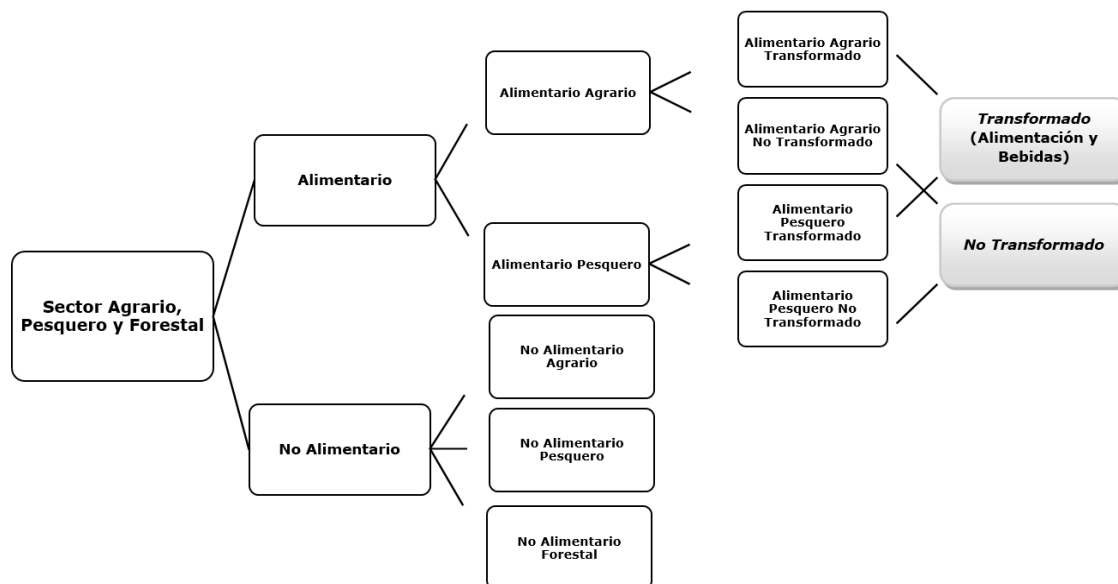 Sector Agrario,
Pesquero y Forestal
Alimentario
No Alimentario
Alimentario Agrario
Alimentario Pesquero
No Alimentario
Agrario
No Alimentario
Pesquero
No Alimentario
Forestal
Alimentario Agrario
Transformado
Alimentario Agrario
No Transformado
Alimentario
Pesquero
Transformado
Alimentario
Pesquero No
Transformado
Transformado
(Alimentación y
Bebidas)
No Transformado